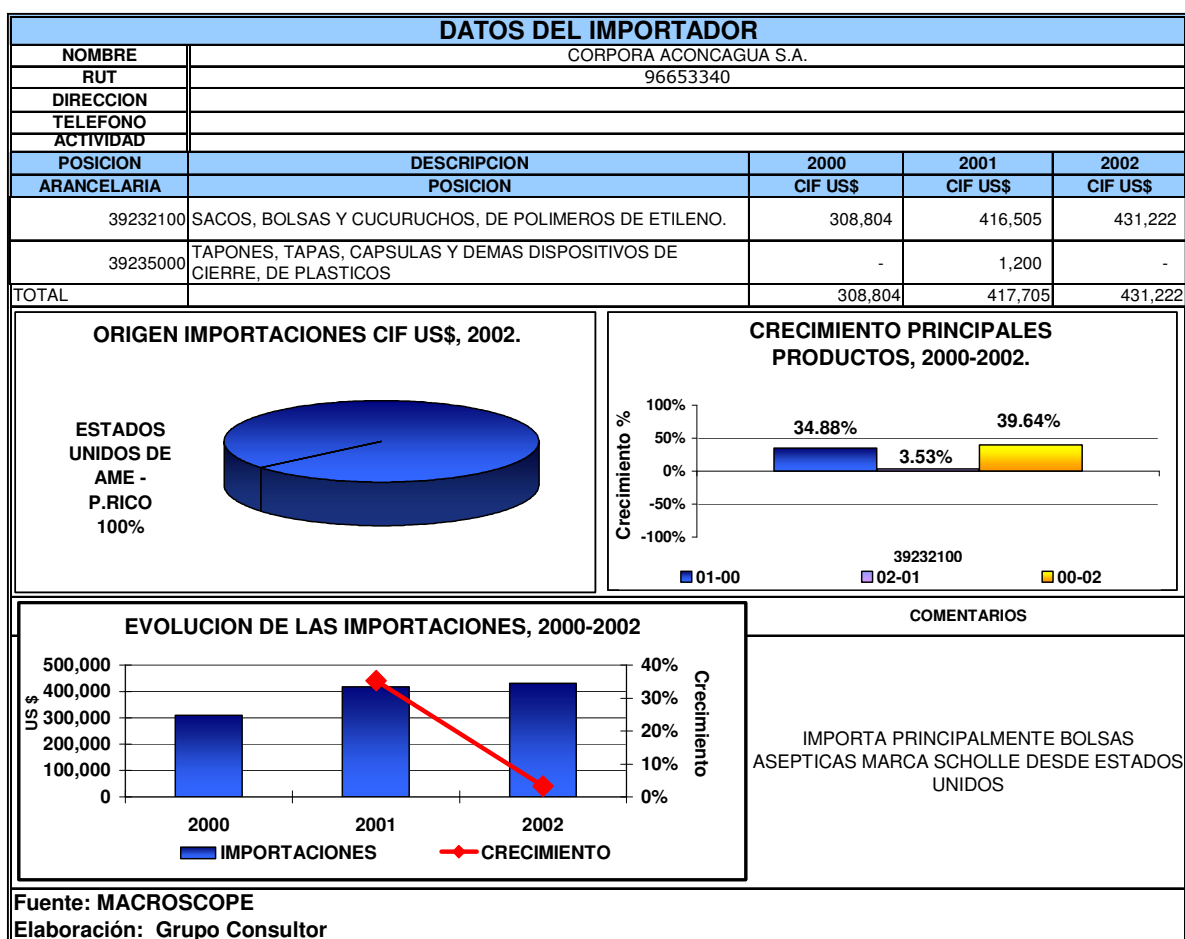 DATOS DEL IMPORTADOR
NOMBRE CORPORA ACONCAGUA S.A.
RUT 96653340
DIRECCION
TELEFONO
ACTIVIDAD
POSICION DESCRIPCION 2000 2001 2002
ARANCELARIA POSICION CIF US$ CIF US$ CIF US$
39232100 SACOS, BOLSAS Y CUCURUCHOS, DE POLIMEROS DE ETILENO. 308,804 416,505 431,222
39235000 TAPONES, TAPAS, CAPSULAS Y DEMAS DISPOSITIVOS DE
CIERRE, DE PLASTICOS - 1,200 -
TOTAL 308,804 417,705 431,222
ORIGEN IMPORTACIONES CIF US$, 2002.
ESTADOS
UNIDOS DE
AME -
P.RICO
100%
CRECIMIENTO PRINCIPALES
PRODUCTOS, 2000-2002.
Crecimiento %
100%
50%
0%
-50%
-100%
34.88%
3.53%
39.64%
39232100
01-00 02-01 00-02
EVOLUCION DE LAS IMPORTACIONES, 2000-2002
US $
500,000
400,000
300,000
200,000
100,000
0
40%
30%
20%
10%
0%
Crecimiento
2000 2001 2002
IMPORTACIONES CRECIMIENTO
COMENTARIOS
IMPORTA PRINCIPALMENTE BOLSAS
ASEPTICAS MARCA SCHOLLE DESDE ESTADOS
UNIDOS
Fuente: MACROSCOPE
Elaboración: Grupo Consultor